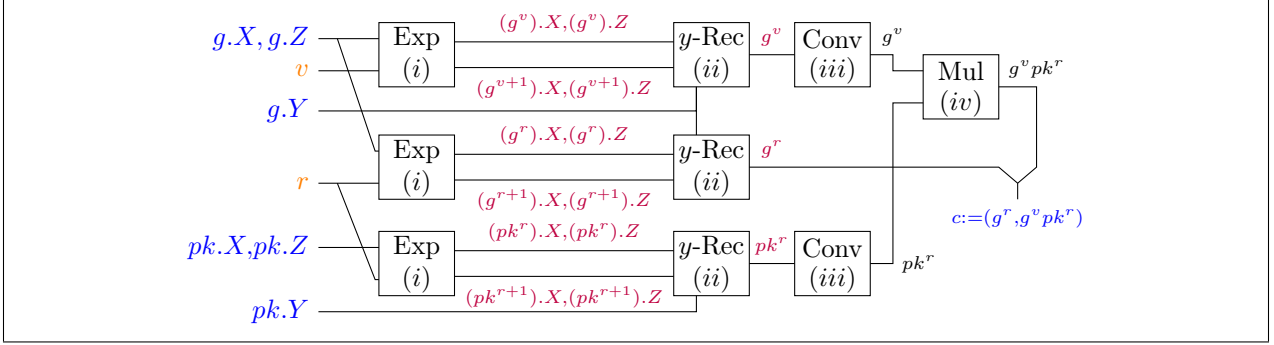 g.X, g.Z
v
g.Y
r
pk.X,pk.Z
pk.Y
Exp
(i)
(g^v).X,(g^v).Z
(g^{v+1}).X,(g^{v+1}).Z
y-Rec
(ii)
g^v
Conv
(iii)
g^v
Mul
(iv)
g^v pk^r
Exp
(i)
(g^r).X,(g^r).Z
(g^{r+1}).X,(g^{r+1}).Z
y-Rec
(ii)
g^r
c:=(g^r,g^v pk^r)
Exp
(i)
(pk^r).X,(pk^r).Z
(pk^{r+1}).X,(pk^{r+1}).Z
y-Rec
(ii)
pk^r
Conv
(iii)
pk^r